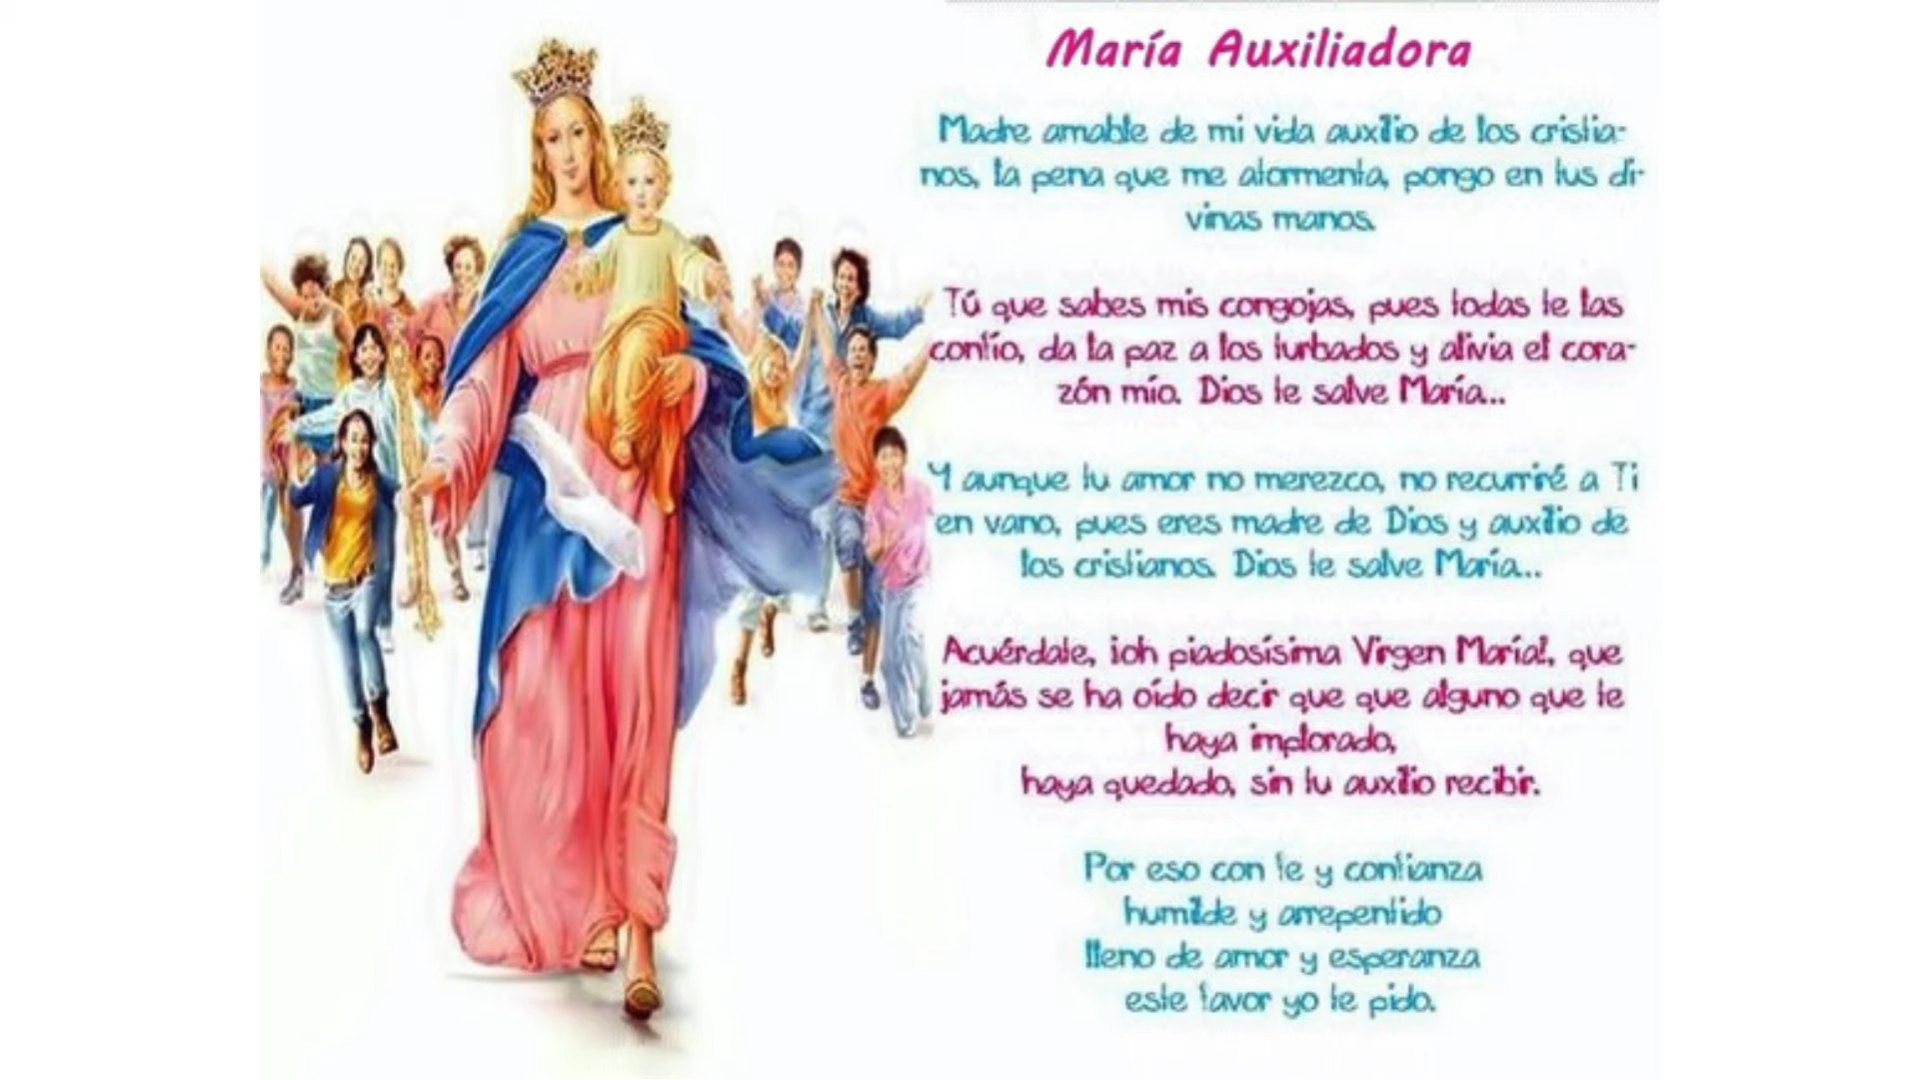 María Auxiliadora
Madre amable de mi vida auxilio de los cristia-
nos, la pena que me atormenta, pongo en tus di-
vinas manos.
Tú que sabes mis congojas, pues todas te las
confío, da la paz a los turbados y alivia el cora-
zón mío. Dios te salve María...
Y aunque tu amor no merezco, no recurriré a Ti
en vano, pues eres madre de Dios y auxilio de
los cristianos. Dios te salve María...
Acuérdate, ¡oh piadosísima Virgen María!, que
jamás se ha oído decir que que alguno que te
haya implorado,
haya quedado, sin tu auxilio recibir.
Por eso con fe y confianza
humilde y arrepentido
lleno de amor y esperanza
este favor yo te pido.